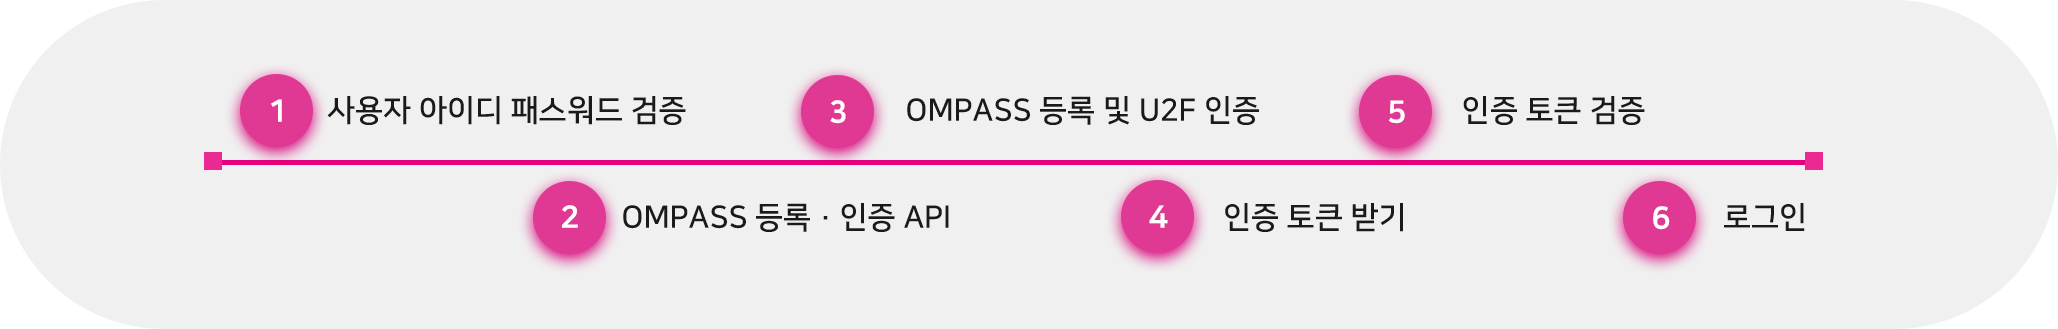 1 사용자 아이디 패스워드 검증
2 OMPASS 등록 · 인증 API
3 OMPASS 등록 및 U2F 인증
4 인증 토큰 받기
5 인증 토큰 검증
6 로그인